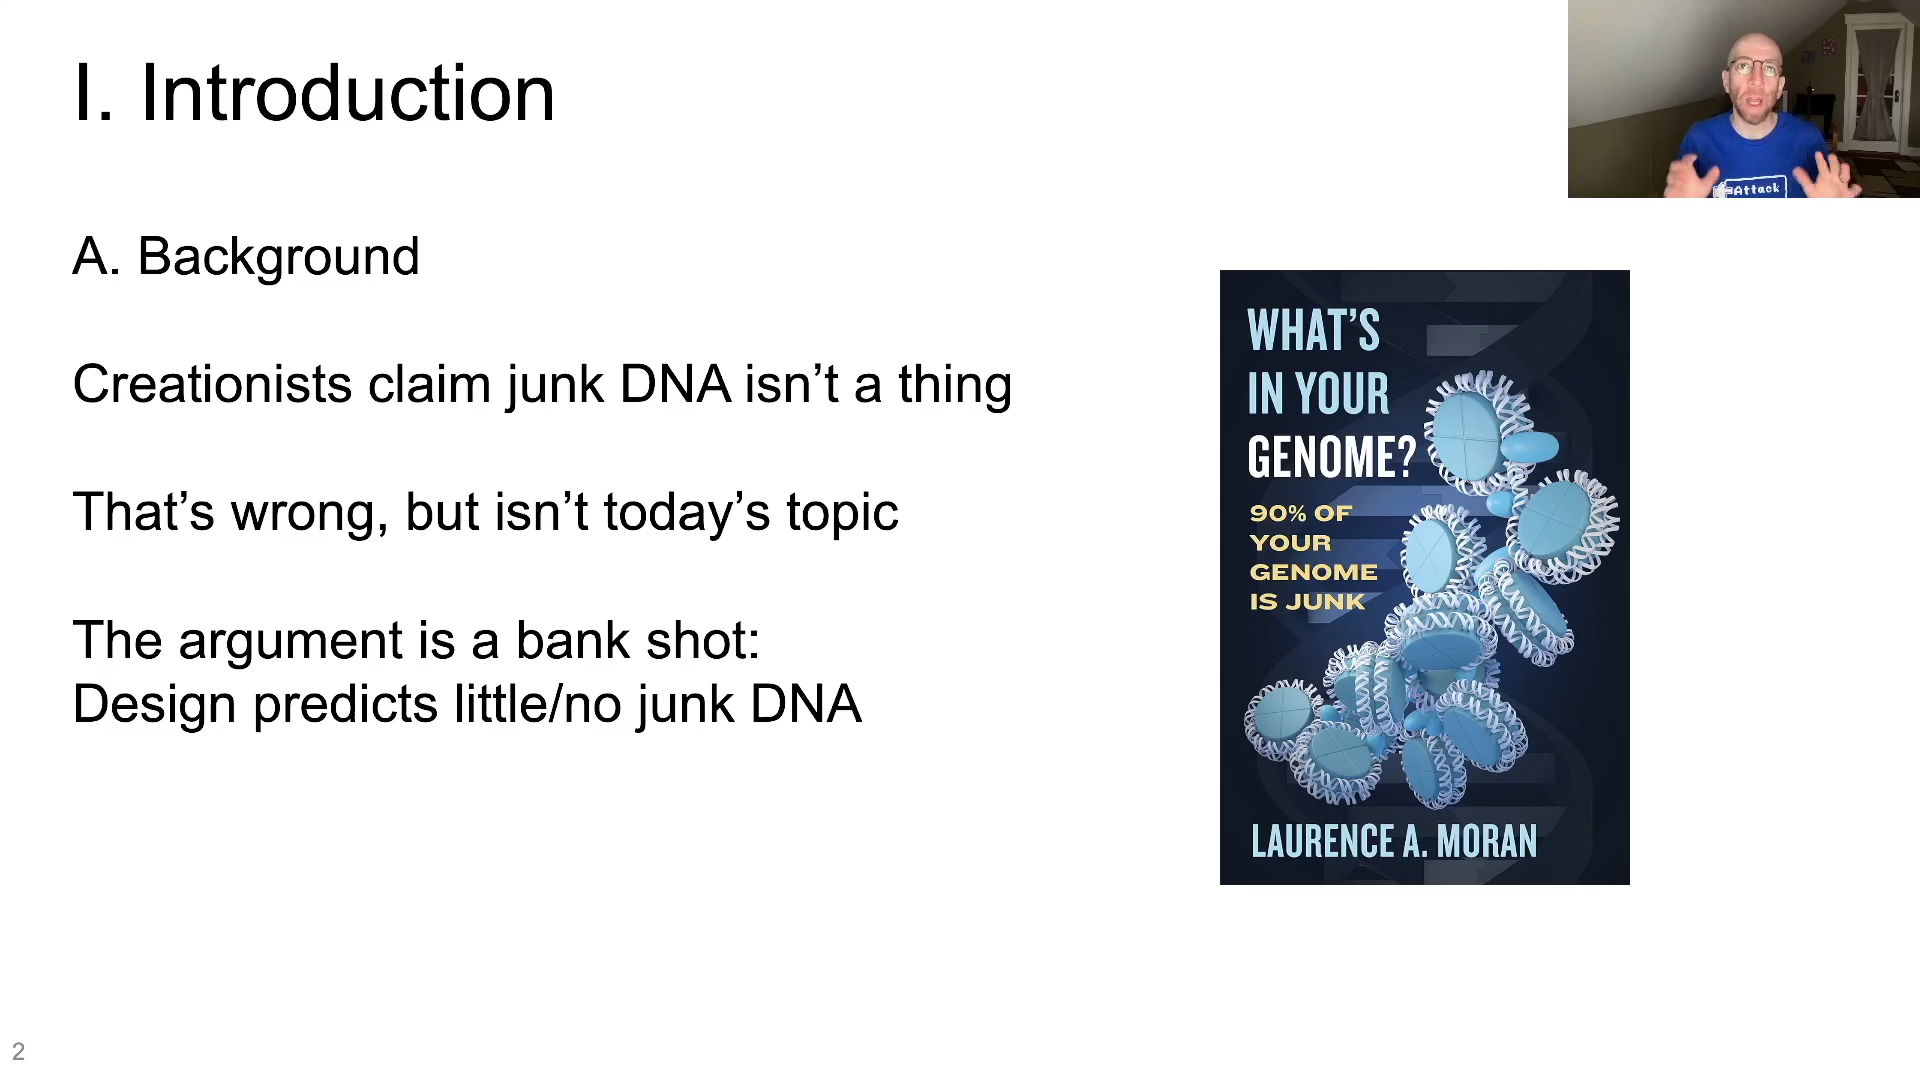 I. Introduction
A. Background
Creationists claim junk DNA isn’t a thing
That’s wrong, but isn’t today’s topic
The argument is a bank shot:
Design predicts little/no junk DNA
WHAT’S
IN YOUR
GENOME?
90% OF
YOUR
GENOME
IS JUNK
LAURENCE A. MORAN
Attack
2